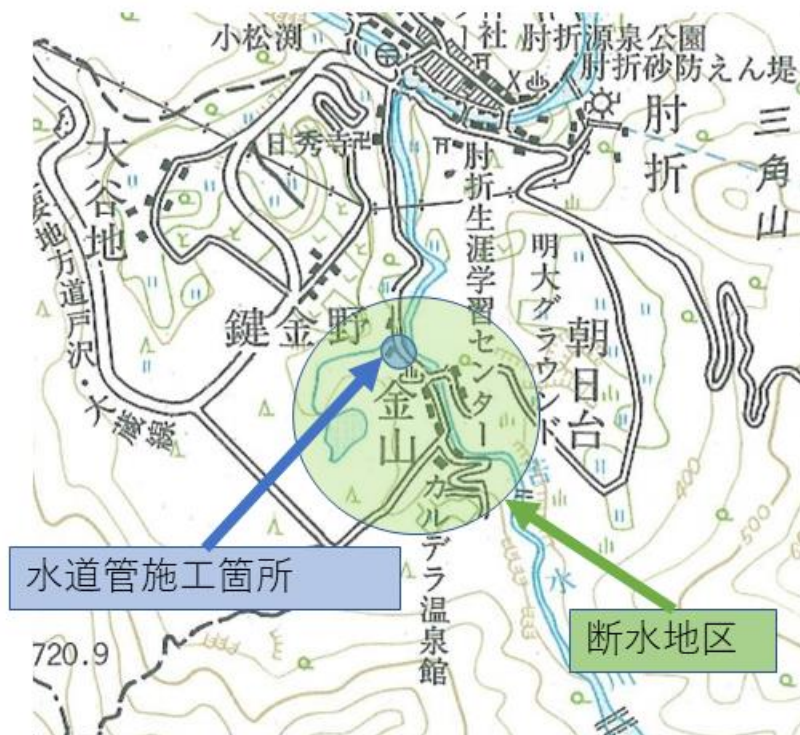 小松渕
社
肘折源泉公園
肘折砂防えん堤
肘折
三角山
大谷地
日秀寺
肘折生涯学習センター
明大グラウンド
朝日台
鍵金野
金山
カルデラ温泉館
主要地方道戸沢・大蔵線
水道管施工箇所
断水地区
720.9
400
500
水